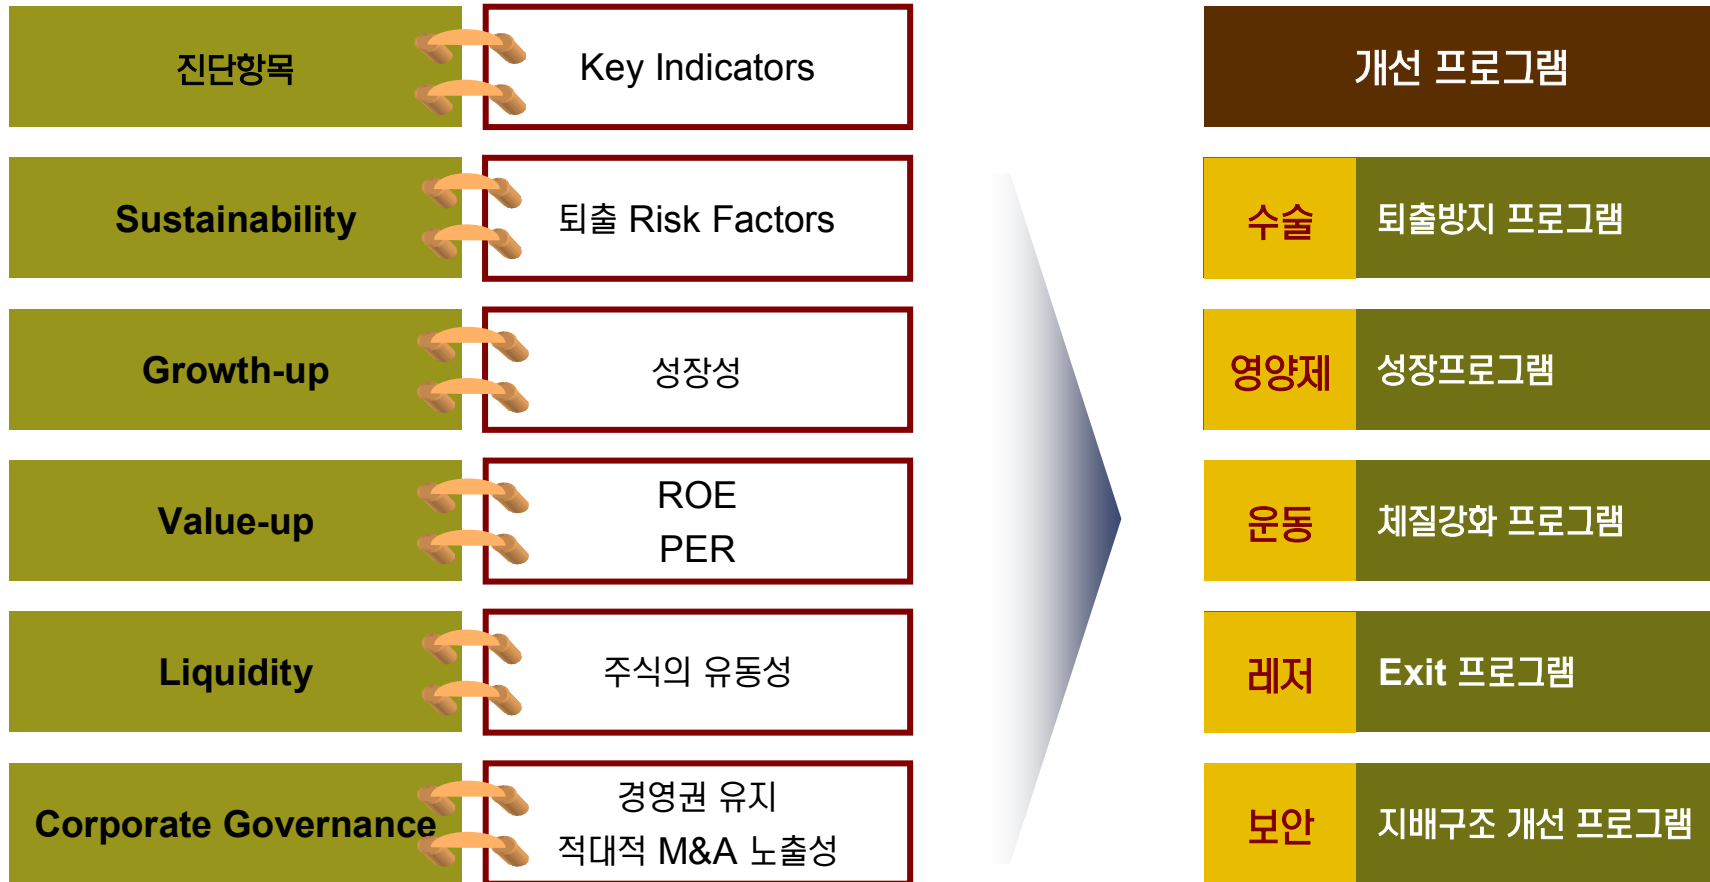 진단항목
Key Indicators
개선 프로그램
Sustainability
퇴출 Risk Factors
수술
퇴출방지 프로그램
Growth-up
성장성
영양제
성장프로그램
Value-up
ROE
PER
운동
체질강화 프로그램
Liquidity
주식의 유동성
레저
Exit 프로그램
Corporate Governance
경영권 유지
적대적 M&A 노출성
보안
지배구조 개선 프로그램